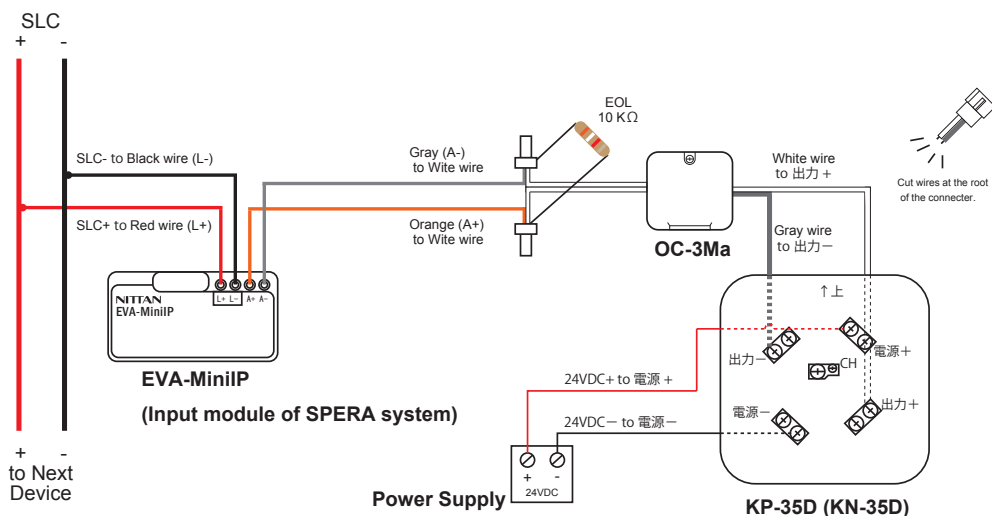 SLC
+ -
EOL
10 KΩ
SLC- to Black wire (L-)
Gray (A-)
to Wite wire
White wire
to 出力＋
Cut wires at the root
of the connecter.
SLC+ to Red wire (L+)
Orange (A+)
to Wite wire
OC-3Ma
Gray wire
to 出力－
L+ L- A+ A-
NITTAN
EVA-MiniIP
↑上
出力－
電源＋
CH
EVA-MiniIP
(Input module of SPERA system)
24VDC+ to 電源＋
電源－
出力＋
24VDC－ to 電源－
+ -
to Next
Device
+ -
24VDC
Power Supply
KP-35D (KN-35D)